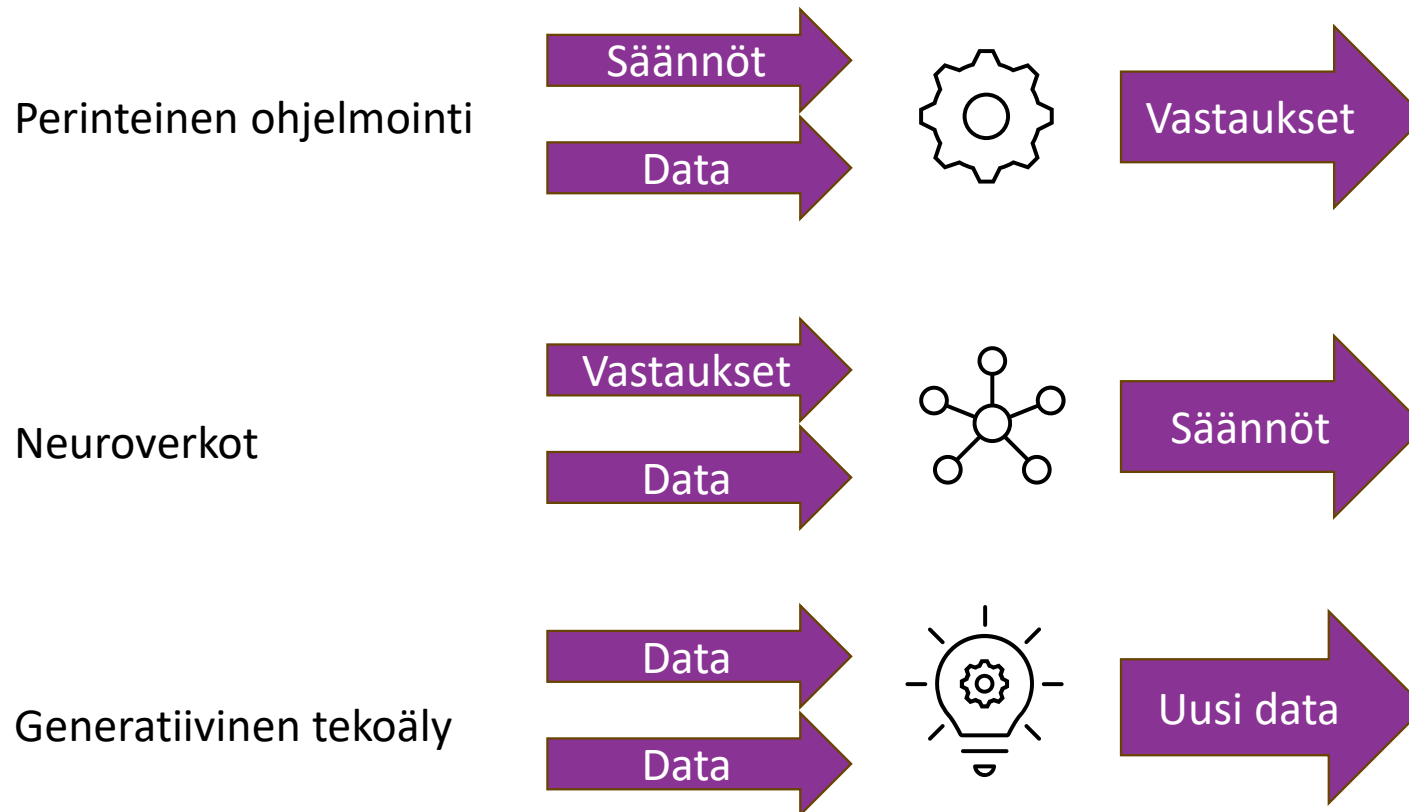 Perinteinen ohjelmointi
Säännöt
Data
Vastaukset
Neuroverkot
Vastaukset
Data
Säännöt
Generatiivinen tekoäly
Data
Data
Uusi data